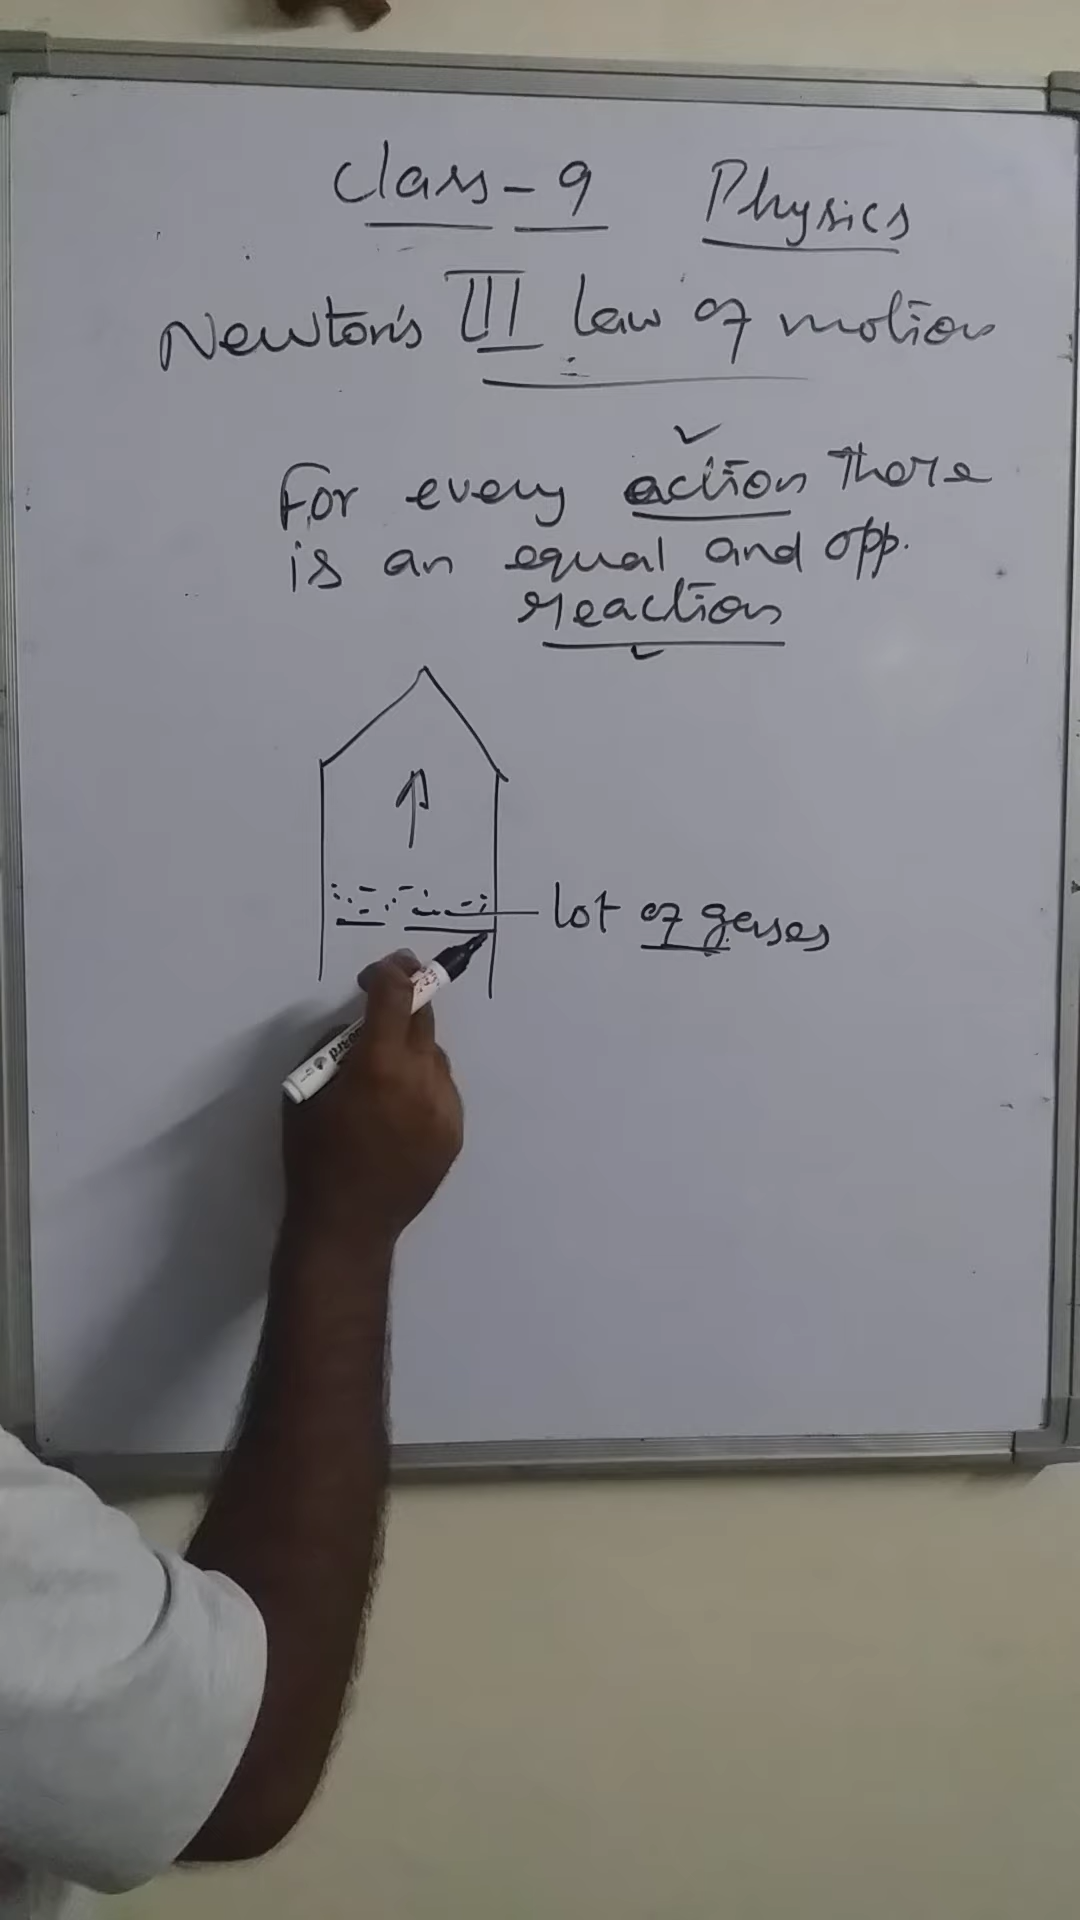 Class - 9 Physics
Newton's III law of motion
For every action there
is an equal and opp.
reaction
lot of gases